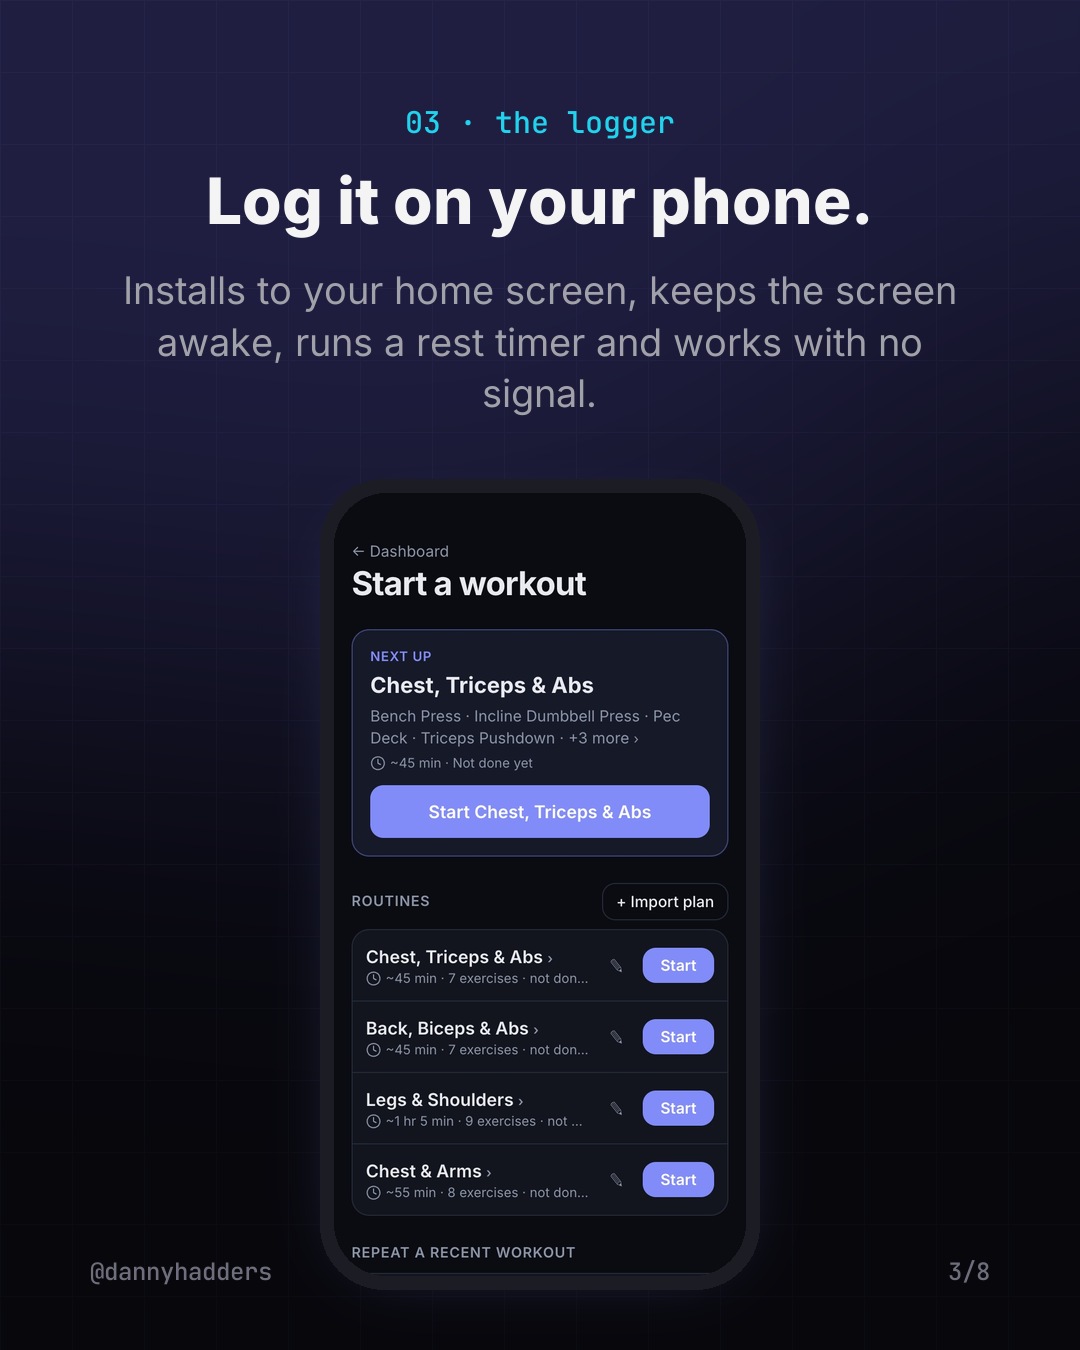 03 · the logger
Log it on your phone.
Installs to your home screen, keeps the screen
awake, runs a rest timer and works with no
signal.
← Dashboard
Start a workout
NEXT UP
Chest, Triceps & Abs
Bench Press · Incline Dumbbell Press · Pec
Deck · Triceps Pushdown · +3 more ›
~45 min · Not done yet
Start Chest, Triceps & Abs
ROUTINES
+ Import plan
Chest, Triceps & Abs ›
~45 min · 7 exercises · not don...
Start
Back, Biceps & Abs ›
~45 min · 7 exercises · not don...
Start
Legs & Shoulders ›
~1 hr 5 min · 9 exercises · not ...
Start
Chest & Arms ›
~55 min · 8 exercises · not don...
Start
REPEAT A RECENT WORKOUT
@dannyhadders
3/8